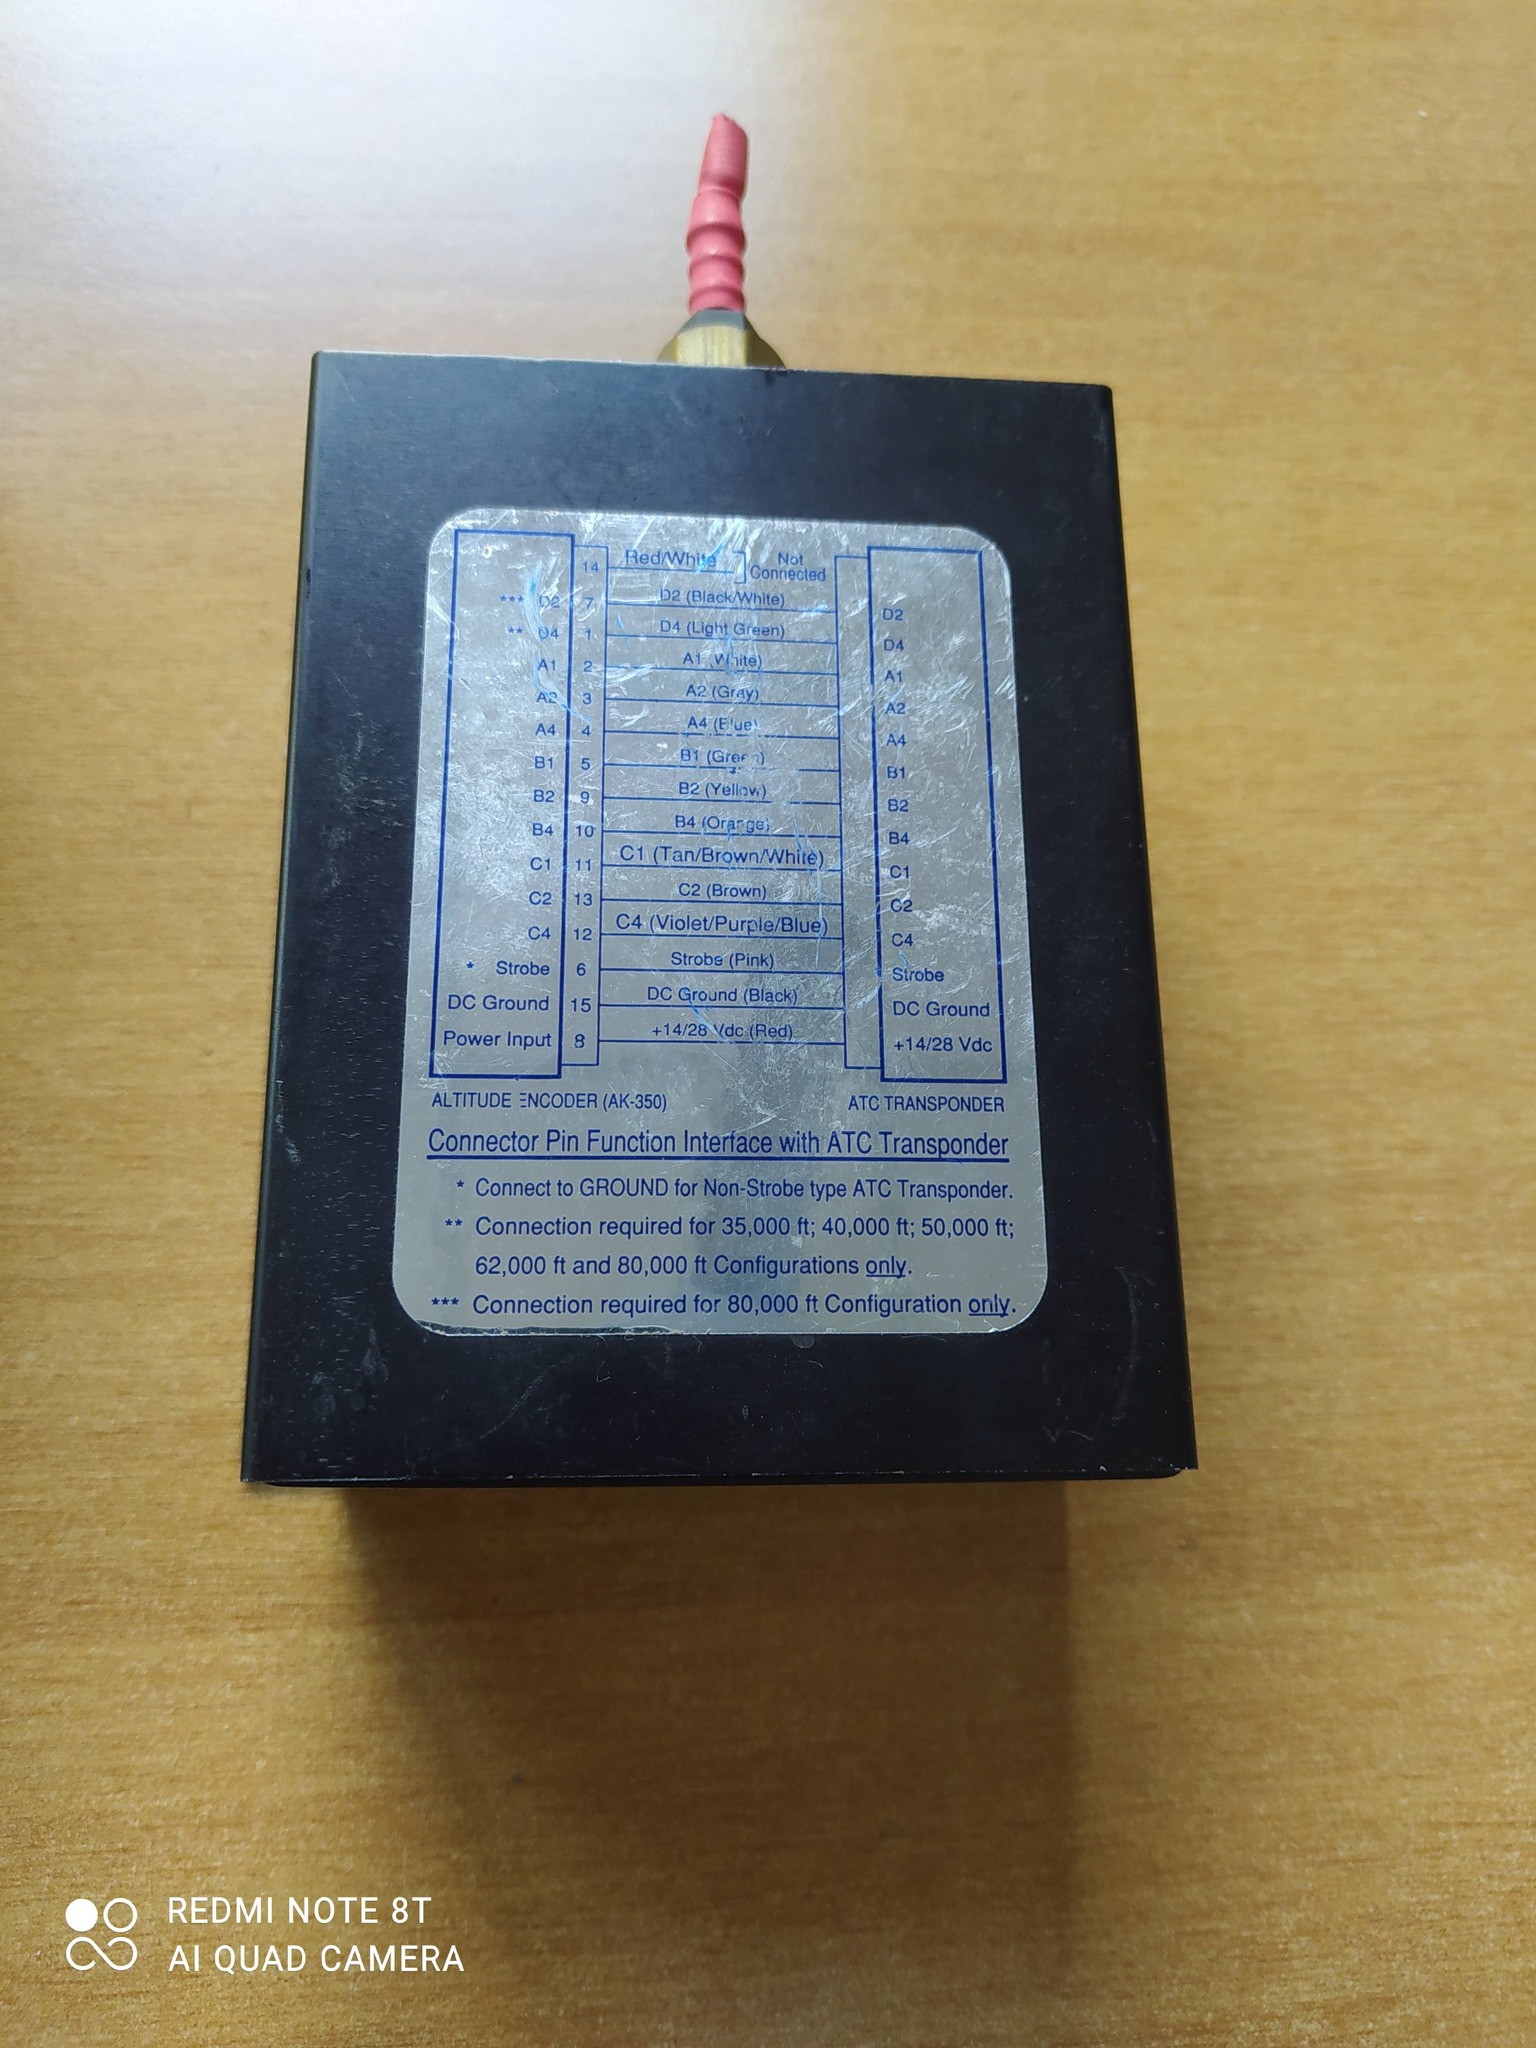 14 Red/White Not
Connected
*** D2 7 D2 (Black/White) D2
** D4 1 D4 (Light Green) D4
A1 2 A1 (White) A1
A2 3 A2 (Gray) A2
A4 4 A4 (Blue) A4
B1 5 B1 (Green) B1
B2 9 B2 (Yellow) B2
B4 10 B4 (Orange) B4
C1 11 C1 (Tan/Brown/White) C1
C2 13 C2 (Brown) C2
C4 12 C4 (Violet/Purple/Blue) C4
* Strobe 6 Strobe (Pink) Strobe
DC Ground 15 DC Ground (Black) DC Ground
Power Input 8 +14/28 Vdc (Red) +14/28 Vdc
ALTITUDE ENCODER (AK-350) ATC TRANSPONDER
Connector Pin Function Interface with ATC Transponder
* Connect to GROUND for Non-Strobe type ATC Transponder.
** Connection required for 35,000 ft; 40,000 ft; 50,000 ft;
62,000 ft and 80,000 ft Configurations only.
*** Connection required for 80,000 ft Configuration only.
REDMI NOTE 8T
AI QUAD CAMERA